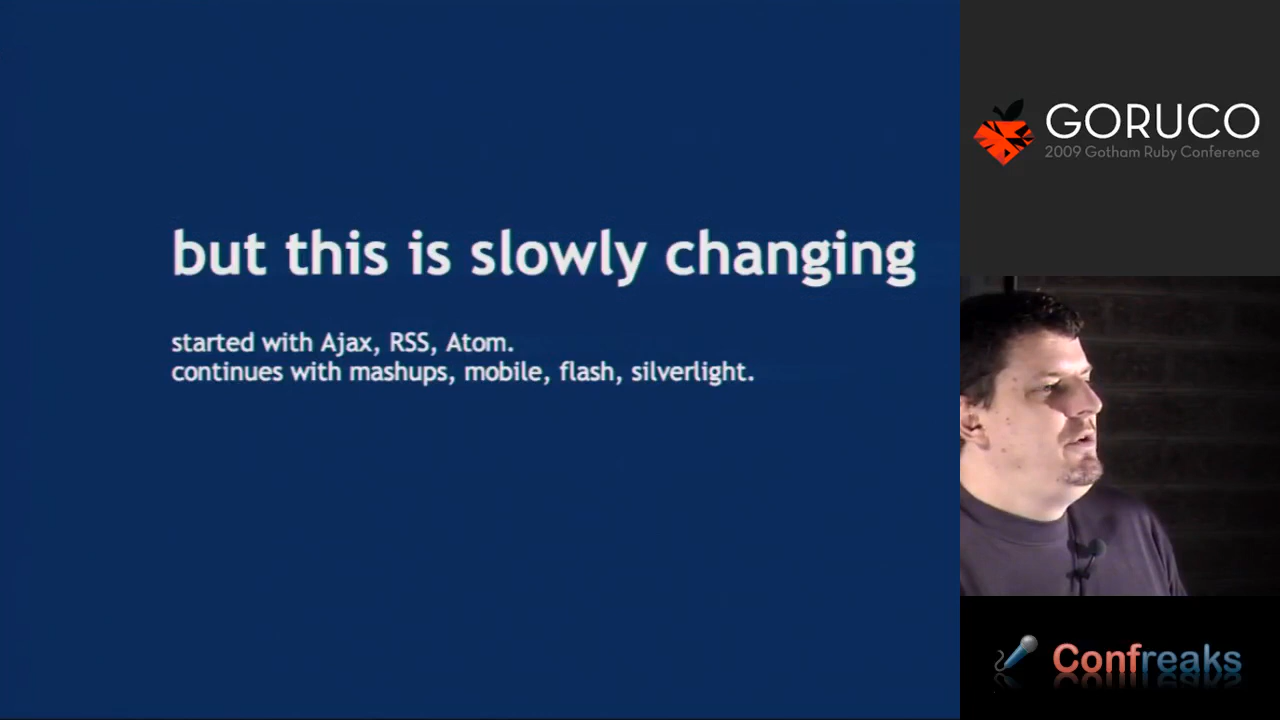 but this is slowly changing
started with Ajax, RSS, Atom.
continues with mashups, mobile, flash, silverlight.
GORUCO
2009 Gotham Ruby Conference
Confreaks